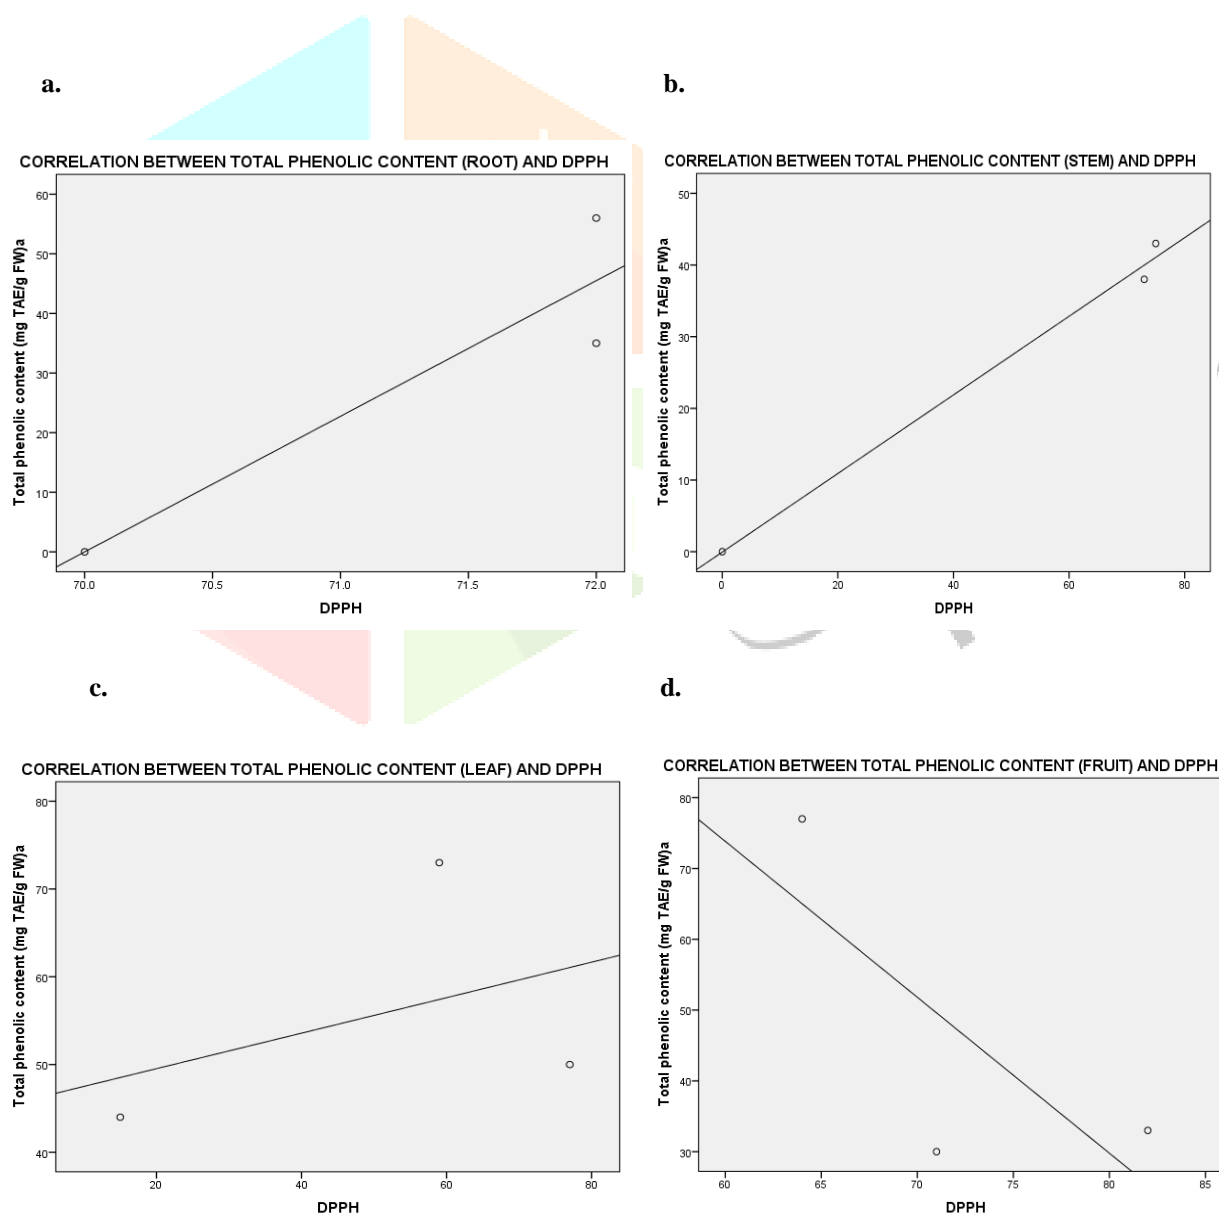 a.
CORRELATION BETWEEN TOTAL PHENOLIC CONTENT (ROOT) AND DPPH
Total phenolic content (mg TAE/g FW)a
60
50
40
30
20
10
0
70.0 70.5 71.0 71.5 72.0
DPPH
b.
CORRELATION BETWEEN TOTAL PHENOLIC CONTENT (STEM) AND DPPH
Total phenolic content (mg TAE/g FW)a
50
40
30
20
10
0
0 20 40 60 80
DPPH
c.
CORRELATION BETWEEN TOTAL PHENOLIC CONTENT (LEAF) AND DPPH
Total phenolic content (mg TAE/g FW)a
80
70
60
50
40
20 40 60 80
DPPH
d.
CORRELATION BETWEEN TOTAL PHENOLIC CONTENT (FRUIT) AND DPPH
Total phenolic content (mg TAE/g FW)a
80
70
60
50
40
30
60 65 70 75 80 85
DPPH